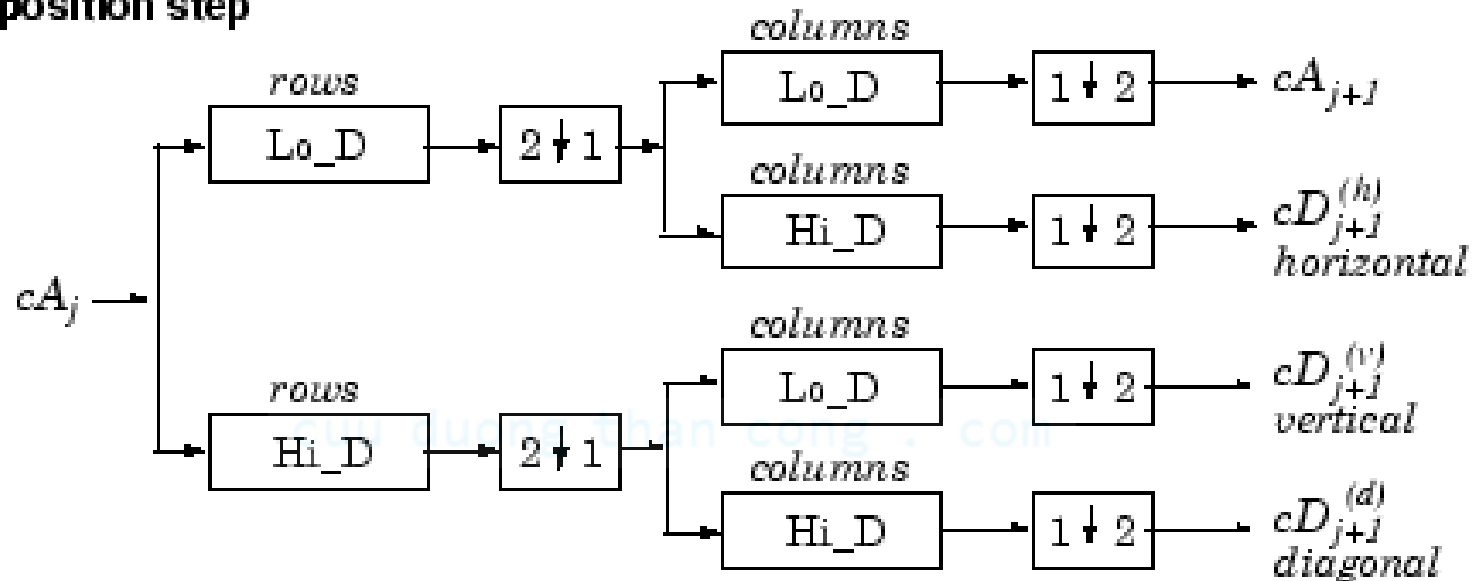 position step
columns
rows
Lo_D
1 ↓ 2
cA_{j+1}
Lo_D
2 ↓ 1
columns
Hi_D
1 ↓ 2
cD_{j+1}^{(h)}
horizontal
cA_j
columns
rows
Lo_D
1 ↓ 2
cD_{j+1}^{(v)}
vertical
Hi_D
2 ↓ 1
cuu duong than cong . com
columns
Hi_D
1 ↓ 2
cD_{j+1}^{(d)}
diagonal